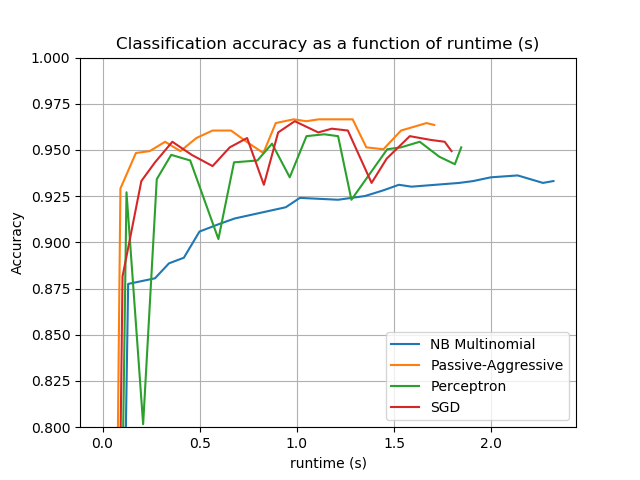 Classification accuracy as a function of runtime (s)
1.000
0.975
0.950
0.925
0.900
0.875
0.850
0.825
0.800
Accuracy
NB Multinomial
Passive-Aggressive
Perceptron
SGD
0.0 0.5 1.0 1.5 2.0
runtime (s)